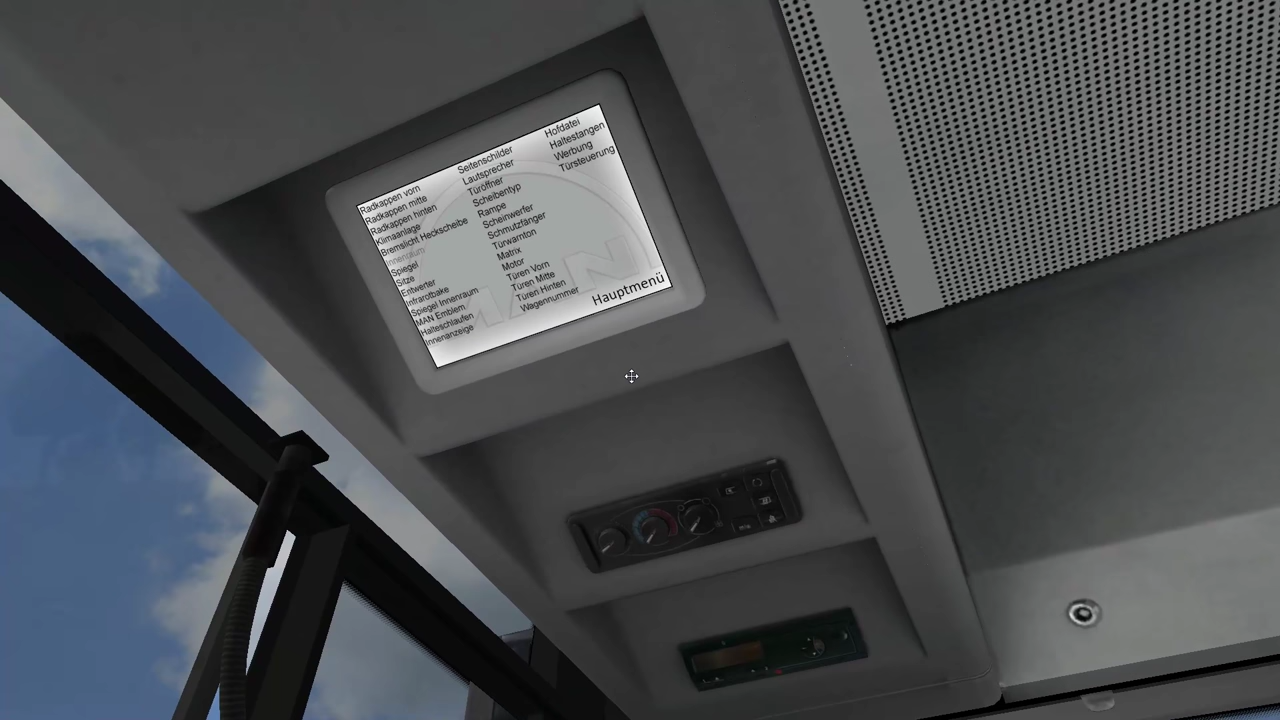 Radkappen vorn
Radkappen mitte
Radkappen hinten
Klimaanlage
Bremslicht Heckscheibe
Innenraum
Spiegel
Sitze
Entwerter
Infrarotbake
Spiegel Innenraum
MAN Emblem
Halteschlaufen
Innenanzeige
Seitenschilder
Lautsprecher
Türöffner
Scheibentyp
Rampe
Scheinwerfer
Schmutzfänger
Türwarnton
Matrix
Motor
Türen Vorn
Türen Mitte
Türen Hinten
Wagennummer
Hofdatei
Haltestangen
Werbung
Türsteuerung
Hauptmenü
MAN